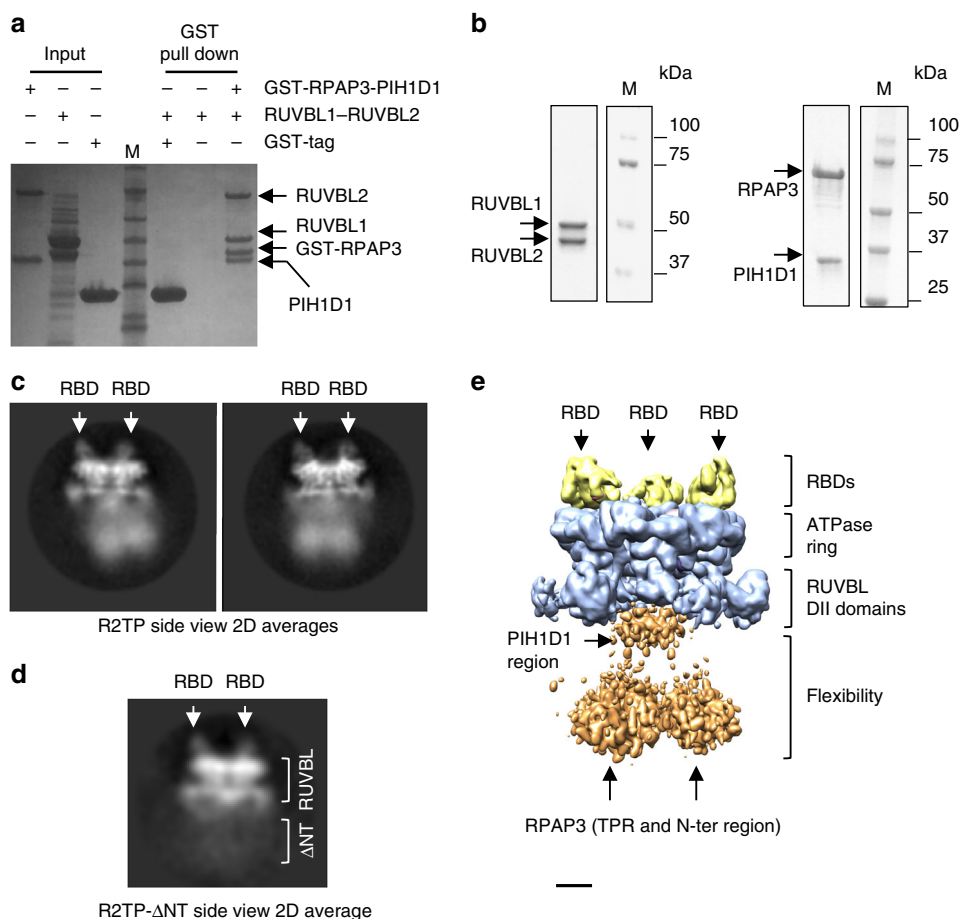 a
Input
GST
pull down
+ – – – – + GST-RPAP3-PIH1D1
– + – + + + RUVBL1–RUVBL2
– – + M + – – GST-tag
RUVBL2
RUVBL1
GST-RPAP3
PIH1D1
b
kDa
M
100
75
50
37
RUVBL1
RUVBL2
kDa
M
100
75
50
37
25
RPAP3
PIH1D1
c
RBD RBD
RBD RBD
R2TP side view 2D averages
d
RBD RBD
RUVBL
ΔNT
R2TP-ΔNT side view 2D average
e
RBD RBD RBD
RBDs
ATPase
ring
RUVBL
DII domains
PIH1D1
region
Flexibility
RPAP3 (TPR and N-ter region)